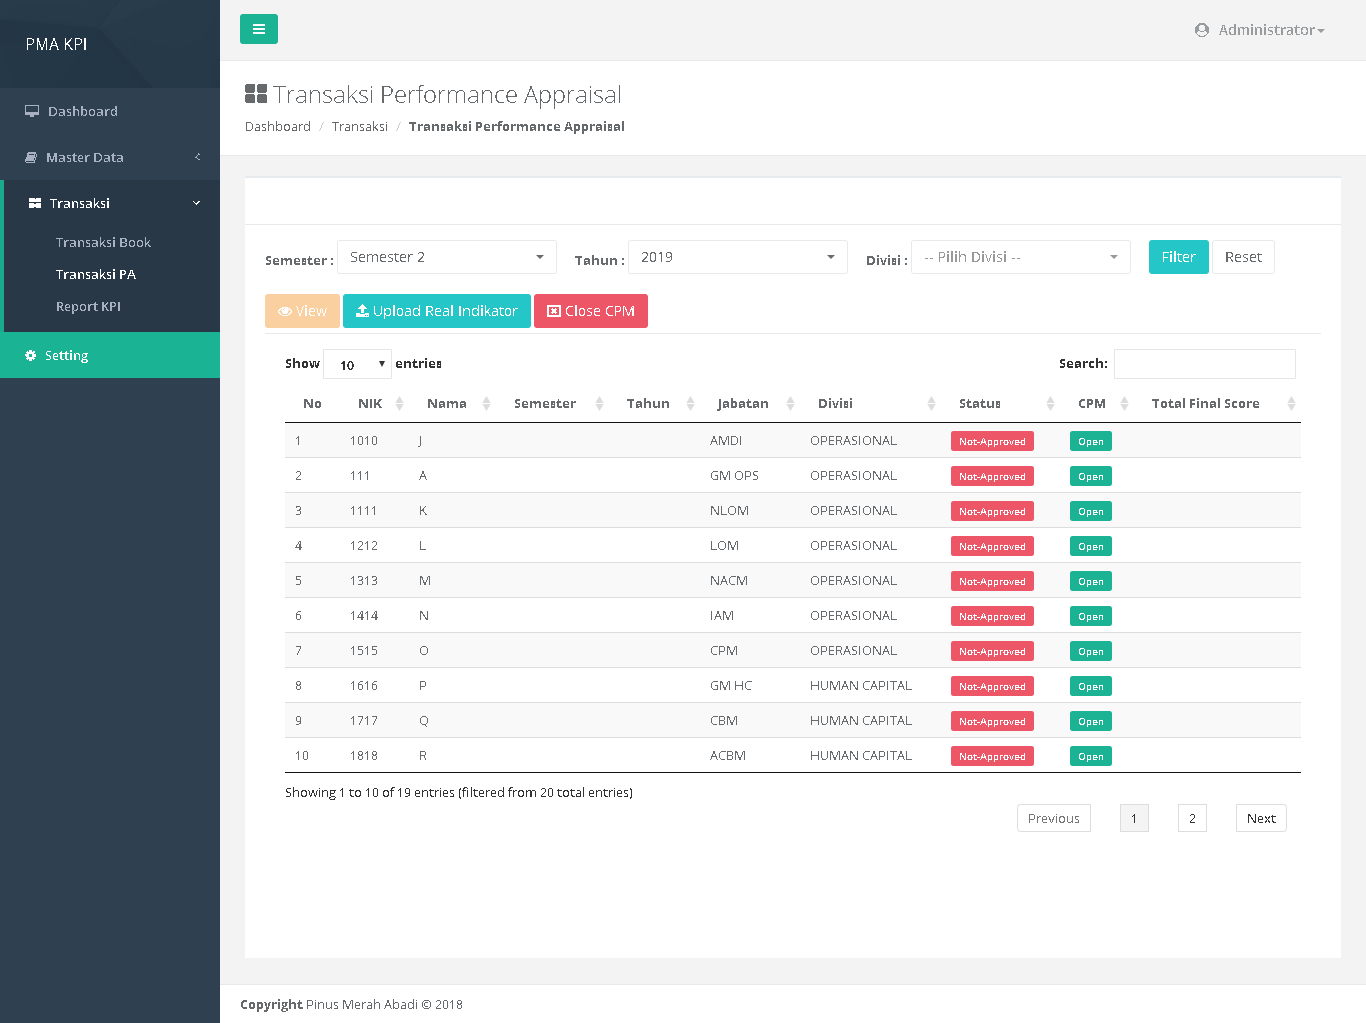 PMA KPI
Administrator
Dashboard
Master Data
Transaksi
Transaksi Book
Transaksi PA
Report KPI
Setting
Transaksi Performance Appraisal
Dashboard / Transaksi / Transaksi Performance Appraisal
Semester : Semester 2 Tahun : 2019 Divisi : -- Pilih Divisi -- Filter Reset
View Upload Real Indikator Close CPM
Show 10 entries Search:
No NIK Nama Semester Tahun Jabatan Divisi Status CPM Total Final Score
1 1010 J AMDI OPERASIONAL Not-Approved Open
2 111 A GM OPS OPERASIONAL Not-Approved Open
3 1111 K NLOM OPERASIONAL Not-Approved Open
4 1212 L LOM OPERASIONAL Not-Approved Open
5 1313 M NACM OPERASIONAL Not-Approved Open
6 1414 N IAM OPERASIONAL Not-Approved Open
7 1515 O CPM OPERASIONAL Not-Approved Open
8 1616 P GM HC HUMAN CAPITAL Not-Approved Open
9 1717 Q CBM HUMAN CAPITAL Not-Approved Open
10 1818 R ACBM HUMAN CAPITAL Not-Approved Open
Showing 1 to 10 of 19 entries (filtered from 20 total entries)
Previous 1 2 Next
Copyright Pinus Merah Abadi © 2018